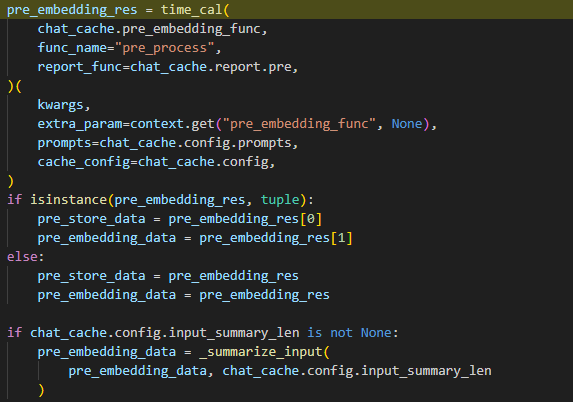 pre_embedding_res = time_cal(
    chat_cache.pre_embedding_func,
    func_name="pre_process",
    report_func=chat_cache.report.pre,
)(
    kwargs,
    extra_param=context.get("pre_embedding_func", None),
    prompts=chat_cache.config.prompts,
    cache_config=chat_cache.config,
)
if isinstance(pre_embedding_res, tuple):
    pre_store_data = pre_embedding_res[0]
    pre_embedding_data = pre_embedding_res[1]
else:
    pre_store_data = pre_embedding_res
    pre_embedding_data = pre_embedding_res

if chat_cache.config.input_summary_len is not None:
    pre_embedding_data = _summarize_input(
        pre_embedding_data, chat_cache.config.input_summary_len
    )